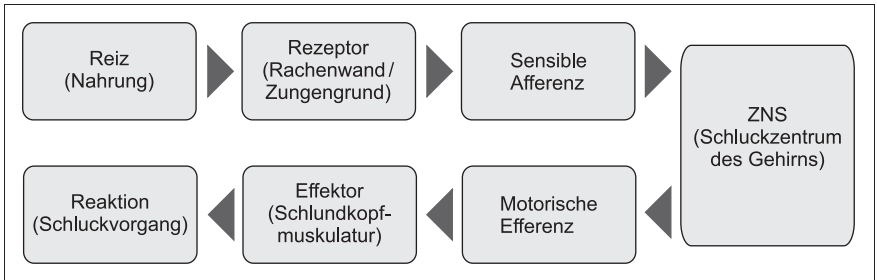 Reiz
(Nahrung)
Rezeptor
(Rachenwand /
Zungengrund)
Sensible
Afferenz
ZNS
(Schluckzentrum
des Gehirns)
Motorische
Efferenz
Effektor
(Schlundkopf-
muskulatur)
Reaktion
(Schluckvorgang)